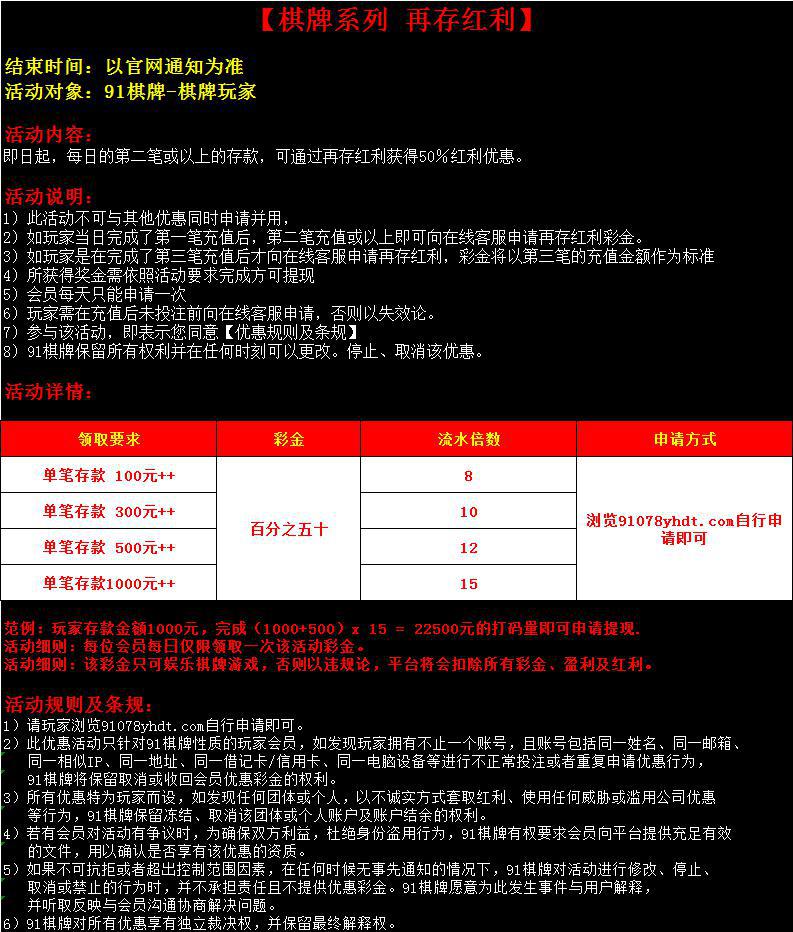 【棋牌系列 再存红利】
结束时间：以官网通知为准
活动对象：91棋牌-棋牌玩家
活动内容：
即日起，每日的第二笔或以上的存款，可通过再存红利获得50%红利优惠。
活动说明：
1）此活动不可与其他优惠同时申请并用，
2）如玩家当日完成了第一笔充值后，第二笔充值或以上即可向在线客服申请再存红利彩金。
3）如玩家是在完成了第三笔充值后才向在线客服申请再存红利，彩金将以第三笔的充值金额作为标准
4）所获得奖金需依照活动要求完成方可提现
5）会员每天只能申请一次
6）玩家需在充值后未投注前向在线客服申请，否则以失效论。
7）参与该活动，即表示您同意【优惠规则及条规】
8）91棋牌保留所有权利并在任何时刻可以更改。停止、取消该优惠。
活动详情：
领取要求 彩金 流水倍数 申请方式
单笔存款 100元++ 8
单笔存款 300元++ 10
百分之五十
浏览91078yhdt.com自行申
请即可
单笔存款 500元++ 12
单笔存款1000元++ 15
范例：玩家存款金额1000元，完成（1000+500）x 15 = 22500元的打码量即可申请提现.
活动细则：每位会员每日仅限领取一次该活动彩金。
活动细则：该彩金只可娱乐棋牌游戏，否则以违规论，平台将会扣除所有彩金、盈利及红利。
活动规则及条规：
1）请玩家浏览91078yhdt.com自行申请即可。
2）此优惠活动只针对91棋牌性质的玩家会员，如发现玩家拥有不止一个账号，且账号包括同一姓名、同一邮箱、
同一相似IP、同一地址、同一借记卡/信用卡、同一电脑设备等进行不正常投注或者重复申请优惠行为，
91棋牌将保留取消或收回会员优惠彩金的权利。
3）所有优惠特为玩家而设，如发现任何团体或个人，以不诚实方式套取红利、使用任何威胁或滥用公司优惠
等行为，91棋牌保留冻结、取消该团体或个人账户及账户结余的权利。
4）若有会员对活动有争议时，为确保双方利益，杜绝身份盗用行为，91棋牌有权要求会员向平台提供充足有效
的文件，用以确认是否享有该优惠的资质。
5）如果不可抗拒或者超出控制范围因素，在任何时候无事先通知的情况下，91棋牌对活动进行修改、停止、
取消或禁止的行为时，并不承担责任且不提供优惠彩金。91棋牌愿意为此发生事件与用户解释，
并听取反映与会员沟通协商解决问题。
6）91棋牌对所有优惠享有独立裁决权，并保留最终解释权。